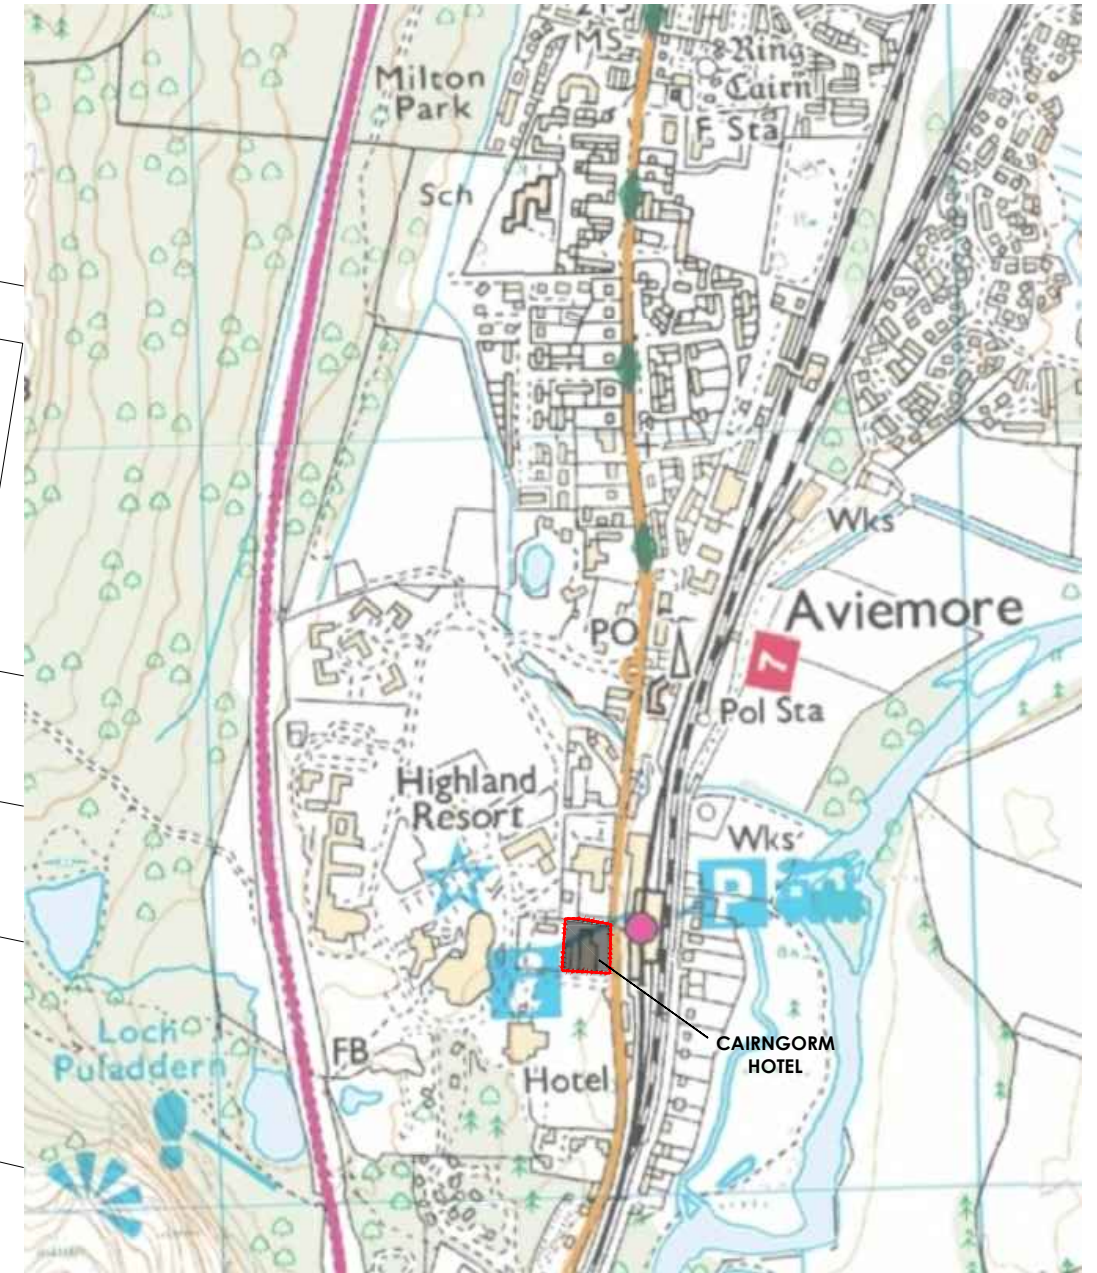 MS
Ring
Cairn
Milton
Park
F Sta
Sch
Wks
Aviemore
PO
7
Pol Sta
Highland
Resort
Wks
P
CAIRNGORM
HOTEL
Loch
Puladdern
FB
Hotel